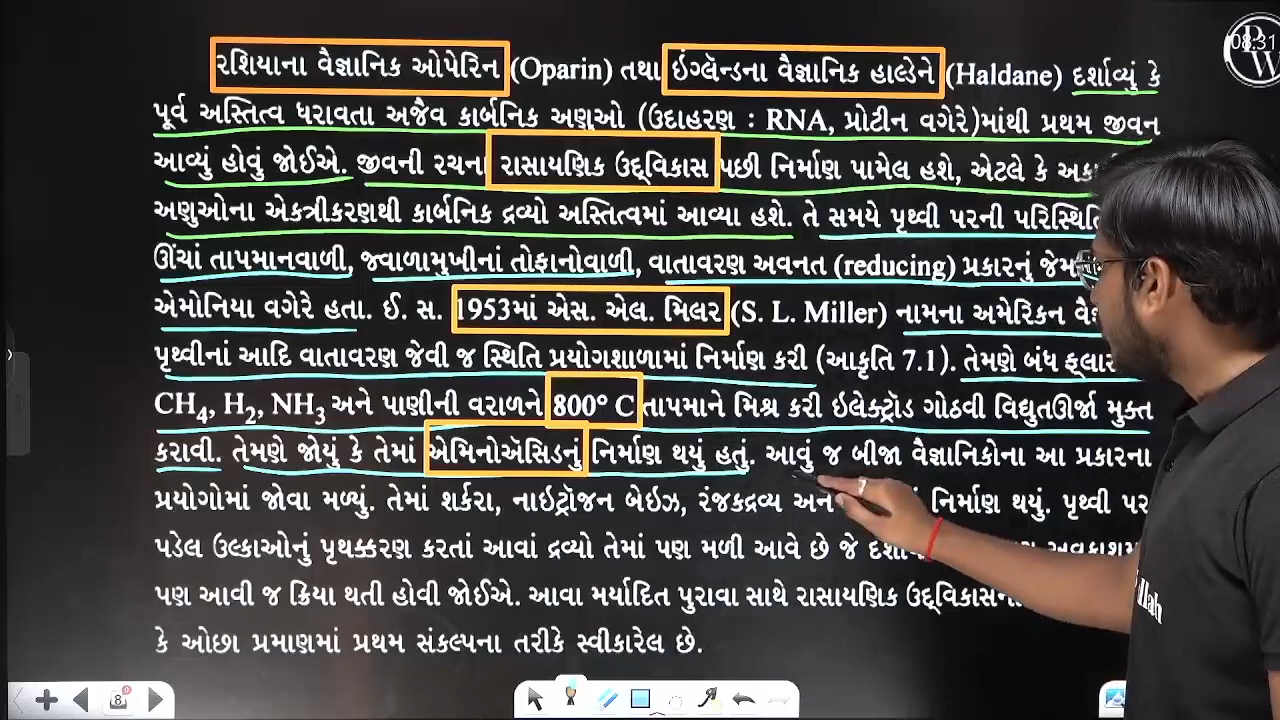 રશિયાના વૈજ્ઞાનિક ઓપેરિન (Oparin) તથા ઇંગ્લૅન્ડના વૈજ્ઞાનિક હાલ્ડેને (Haldane) દર્શાવ્યું કે
પૂર્વ અસ્તિત્વ ધરાવતા અજૈવ કાર્બનિક અણુઓ (ઉદાહરણ : RNA, પ્રોટીન વગેરે)માંથી પ્રથમ જીવન
આવ્યું હોવું જોઈએ. જીવની રચના રાસાયણિક ઉદ્દ્વિકાસ પછી નિર્માણ પામેલ હશે, એટલે કે
અણુઓના એકત્રીકરણથી કાર્બનિક દ્રવ્યો અસ્તિત્વમાં આવ્યા હશે. તે સમયે પૃથ્વી પરની પરિસ્થિતિ
ઊંચાં તાપમાનવાળી, જ્વાળામુખીનાં તોફાનોવાળી, વાતાવરણ અવનત (reducing) પ્રકારનું
એમોનિયા વગેરે હતા. ઈ. સ. 1953માં એસ. એલ. મિલર (S. L. Miller) નામના અમેરિકન
પૃથ્વીનાં આદિ વાતાવરણ જેવી જ સ્થિતિ પ્રયોગશાળામાં નિર્માણ કરી (આકૃતિ 7.1). તેમણે બંધ
CH₄, H₂, NH₃ અને પાણીની વરાળને 800° C તાપમાને મિશ્ર કરી ઇલેક્ટ્રૉડ ગોઠવી વિદ્યુતઊર્જા મુક્ત
કરાવી. તેમણે જોયું કે તેમાં એમિનોઍસિડનું નિર્માણ થયું હતું. આવું જ બીજા વૈજ્ઞાનિકોના આ પ્રકારના
પ્રયોગોમાં જોવા મળ્યું. તેમાં શર્કરા, નાઇટ્રૉજન બેઇઝ, રંજકદ્રવ્ય નિર્માણ થયું. પૃથ્વી પર
પડેલ ઉલ્કાઓનું પૃથક્કરણ કરતાં આવાં દ્રવ્યો તેમાં પણ મળી આવે છે જે
પણ આવી જ ક્રિયા થતી હોવી જોઈએ. આવા મર્યાદિત પુરાવા સાથે રાસાયણિક
કે ઓછા પ્રમાણમાં પ્રથમ સંકલ્પના તરીકે સ્વીકારેલ છે.
08:31
8